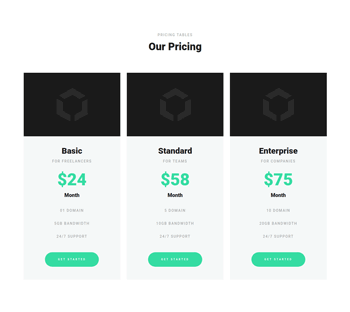 PRICING TABLES
Our Pricing
Basic
FOR FREELANCERS
$24
Month
01 DOMAIN
5GB BANDWIDTH
24/7 SUPPORT
GET STARTED
Standard
FOR TEAMS
$58
Month
5 DOMAIN
10GB BANDWIDTH
24/7 SUPPORT
GET STARTED
Enterprise
FOR COMPANIES
$75
Month
DOMAIN
20GB BANDWIDTH
24/7 SUPPORT
GET STARTED